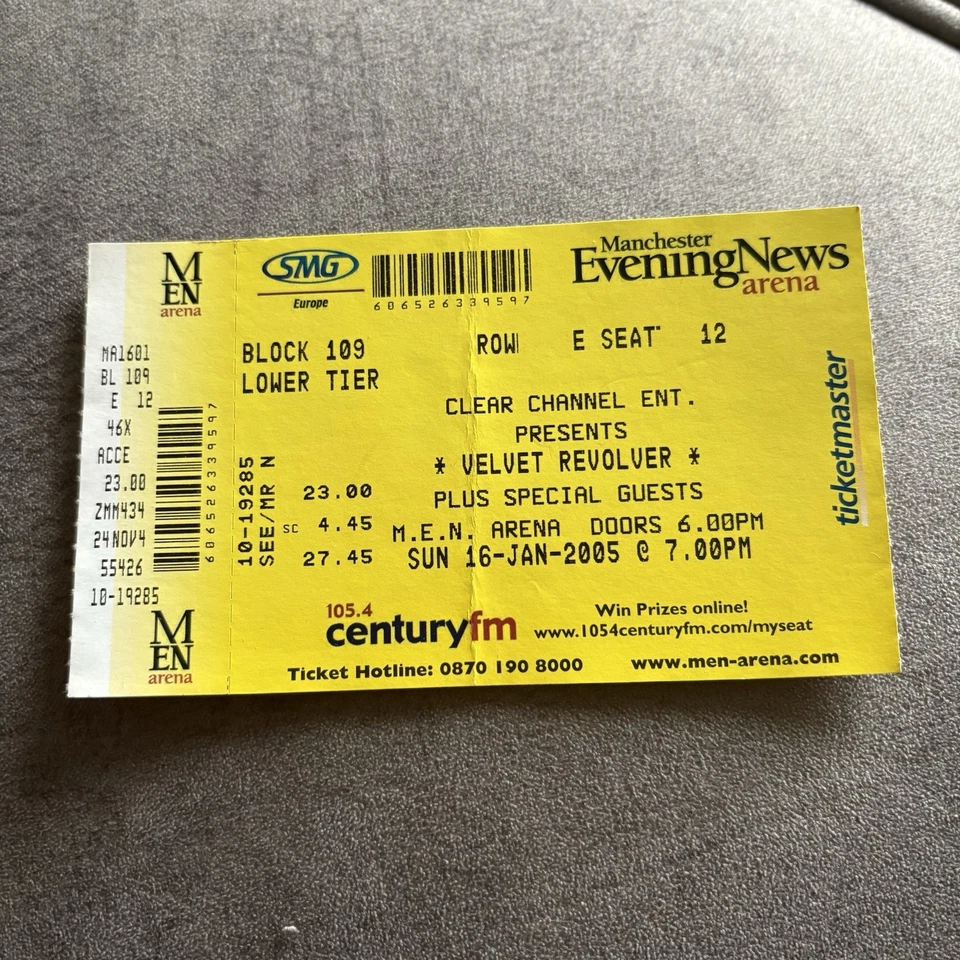 MEN
arena
MA1601
BL 109
E 12
46X
ACCE
23.00
ZMM434
24NOV4
55426
10-19285
MEN
arena
606526339597
10-19285
SEE/MR N
SMG
Europe
606526339597
Manchester
Evening News
arena
BLOCK 109 ROW E SEAT 12
LOWER TIER
CLEAR CHANNEL ENT.
PRESENTS
* VELVET REVOLVER *
23.00 PLUS SPECIAL GUESTS
SC 4.45 M.E.N. ARENA DOORS 6.00PM
27.45 SUN 16-JAN-2005 @ 7.00PM
ticketmaster
105.4
centuryfm
Win Prizes online!
www.1054centuryfm.com/myseat
Ticket Hotline: 0870 190 8000 www.men-arena.com